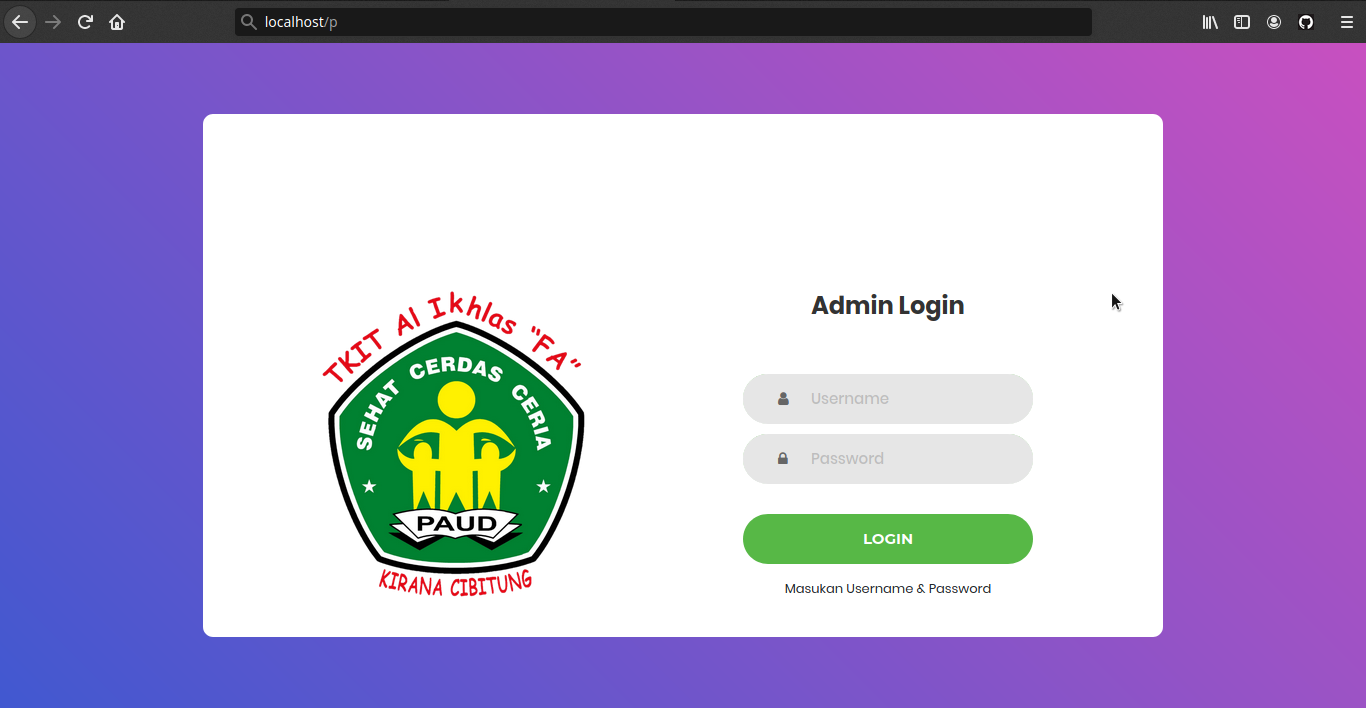 localhost/p
TKIT Al Ikhlas "FA"
SEHAT CERDAS CERIA
PAUD
KIRANA CIBITUNG
Admin Login
Username
Password
LOGIN
Masukan Username & Password